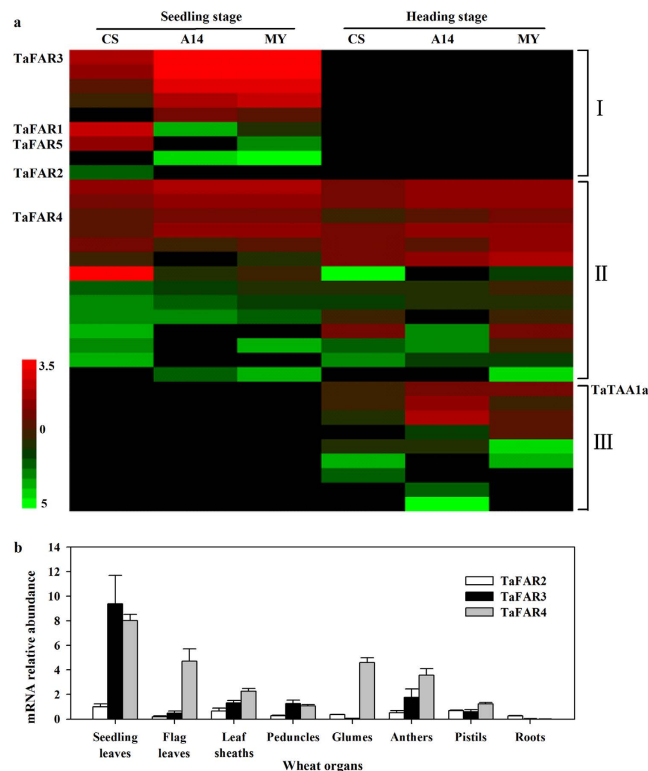 a
Seedling stage Heading stage
CS A14 MY CS A14 MY
TaFAR3
TaFAR1
TaFAR5
TaFAR2
TaFAR4
I
II
III
TaTAA1a
3.5
0
5
b
mRNA relative abundance
14
12
10
8
6
4
2
0
TaFAR2
TaFAR3
TaFAR4
Seedling Flag Leaf Peduncles Glumes Anthers Pistils Roots
leaves leaves sheaths
Wheat organs